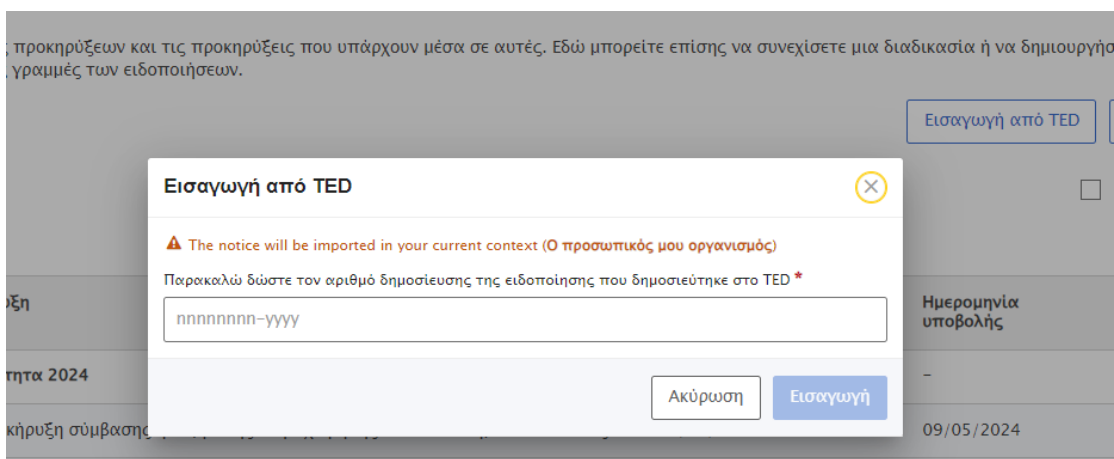 προκηρύξεων και τις προκηρύξεις που υπάρχουν μέσα σε αυτές. Εδώ μπορείτε επίσης να συνεχίσετε μια διαδικασία ή να δημιουργήσ
γραμμές των ειδοποιήσεων.
Εισαγωγή από TED
Εισαγωγή από TED
The notice will be imported in your current context (Ο προσωπικός μου οργανισμός)
Παρακαλώ δώστε τον αριθμό δημοσίευσης της ειδοποίησης που δημοσιεύτηκε στο TED *
nnnnnnnn-yyyy
υξη
Ημερομηνία
υποβολής
τητα 2024
-
Ακύρωση Εισαγωγή
κήρυξη σύμβασης
09/05/2024